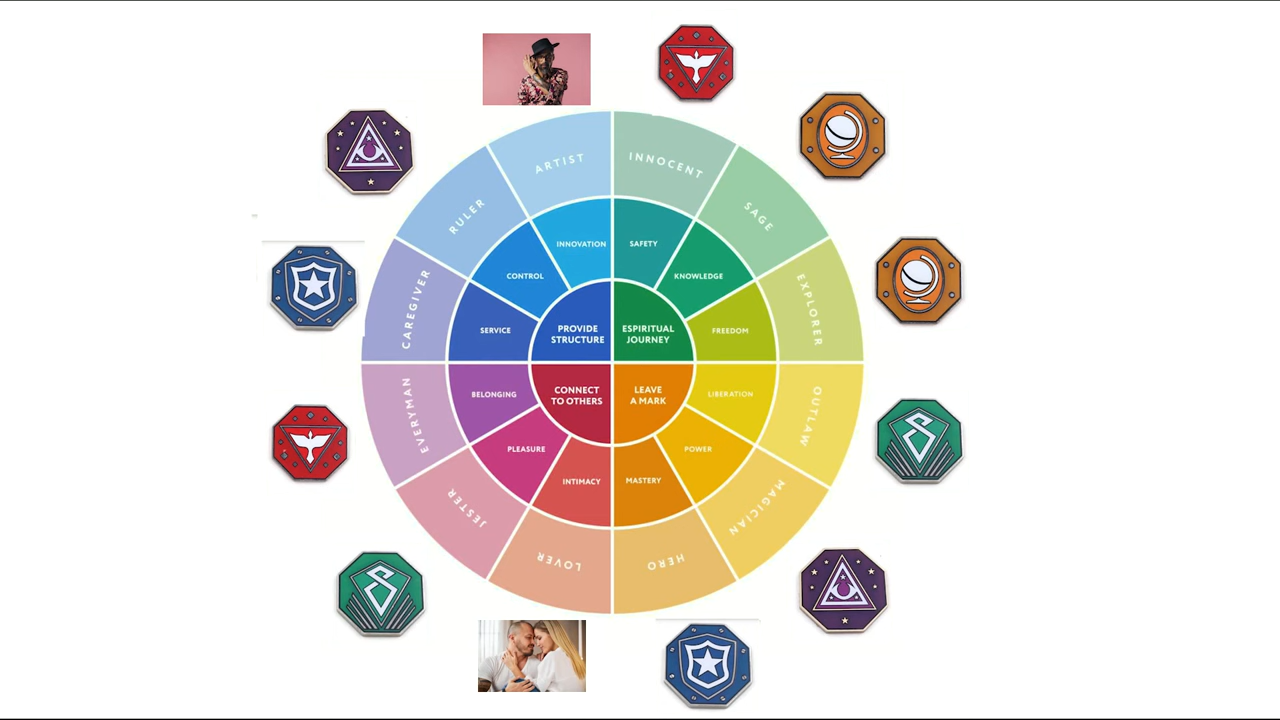 ARTIST
INNOCENT
RULER
SAGE
INNOVATION
SAFETY
CONTROL
KNOWLEDGE
CAREGIVER
EXPLORER
SERVICE
PROVIDE
STRUCTURE
ESPIRITUAL
JOURNEY
FREEDOM
BELONGING
CONNECT
TO OTHERS
LEAVE
A MARK
LIBERATION
EVERYMAN
OUTLAW
PLEASURE
POWER
INTIMACY
MASTERY
JESTER
MAGICIAN
LOVER
HERO